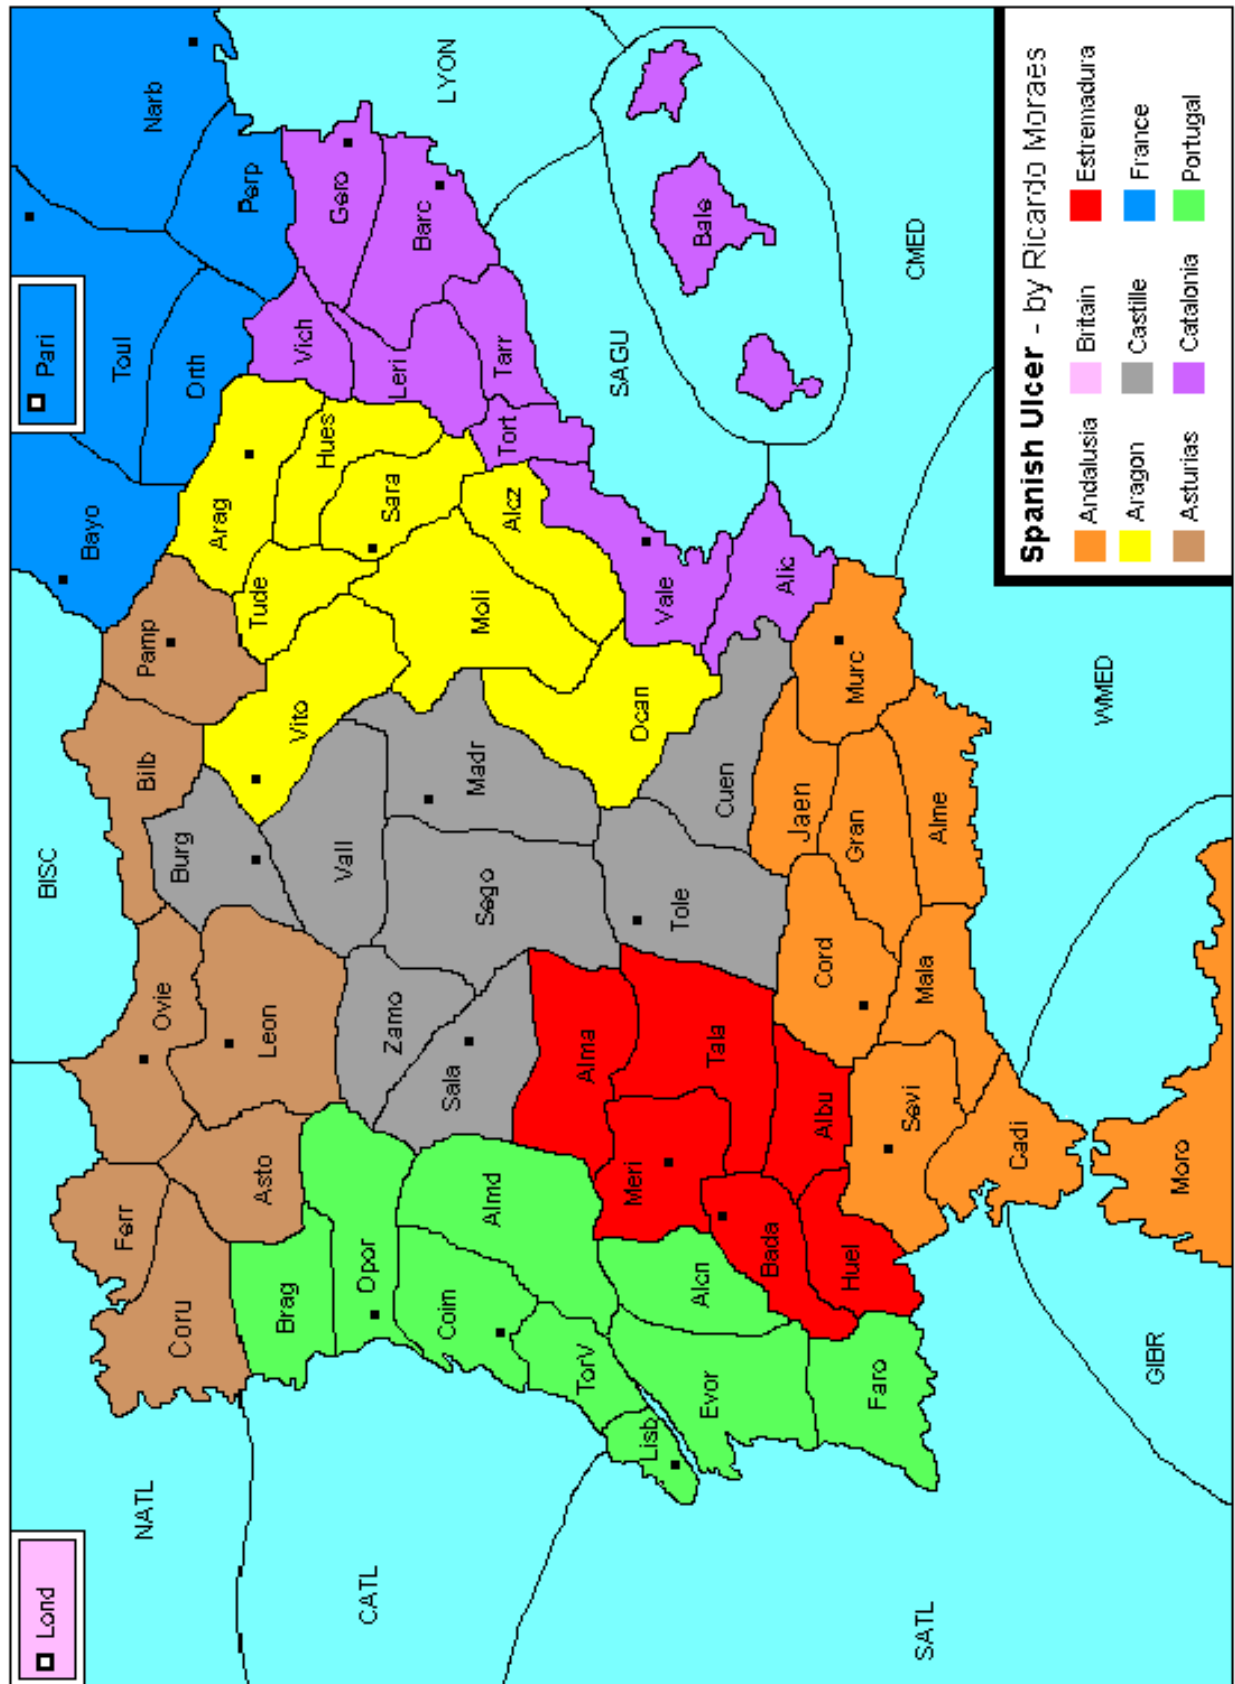 Lond
NATL
BISC
Pari
Toul
Narb
LYON
Bayo
Orth
Perp
Ferr
Coru
Asto
Ovie
Leon
Bilb
Pamp
Burg
Vito
Tude
Arag
Hues
Sara
Vich
Gero
Leri
Barc
Tarr
Tort
CATL
Brag
Opor
Zamo
Vall
Sala
Sego
Madr
Moli
Alcz
SAGU
Bale
Coim
Almd
TorV
Lisb
Alma
Tole
Ocan
Vale
Alic
CMED
Evor
Alcn
Meri
Tala
Cuen
Bada
Albu
Huel
Faro
Sevi
Cord
Jaen
Murc
Gran
Alme
Mala
Cadi
SATL
GIBR
Moro
WMED
Spanish Ulcer - by Ricardo Moraes
Andalusia Britain Estremadura
Aragon Castille France
Asturias Catalonia Portugal